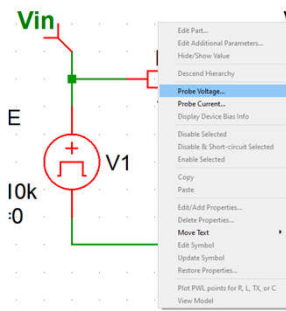 Vin
E
V1
10k
:0
Edit Part...
Edit Additional Parameters...
Hide/Show Value
Descend Hierarchy
Probe Voltage...
Probe Current...
Display Device Bias Info
Disable Selected
Disable & Short-circuit Selected
Enable Selected
Copy
Paste
Edit/Add Properties...
Delete Properties...
Move Text
Edit Symbol
Update Symbol
Restore Properties...
Plot PWL points for R, L, TX, or C
View Model